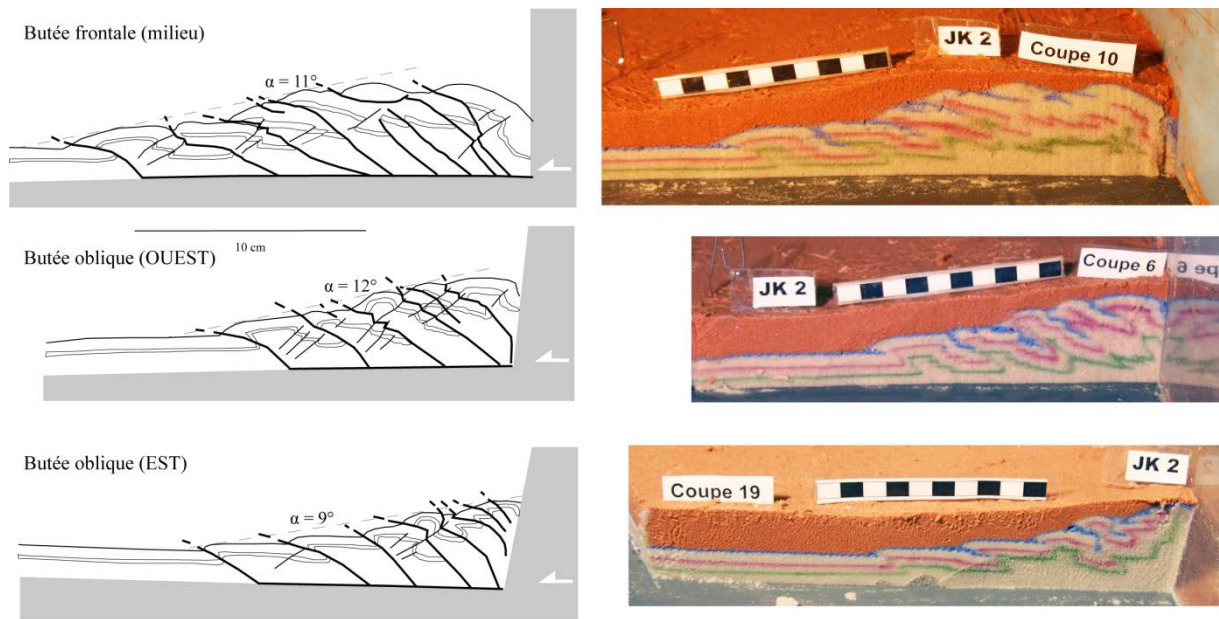 Butée frontale (milieu)
α = 11°
JK 2
Coupe 10
Butée oblique (OUEST)
10 cm
α = 12°
JK 2
Coupe 6
Butée oblique (EST)
α = 9°
Coupe 19
JK 2